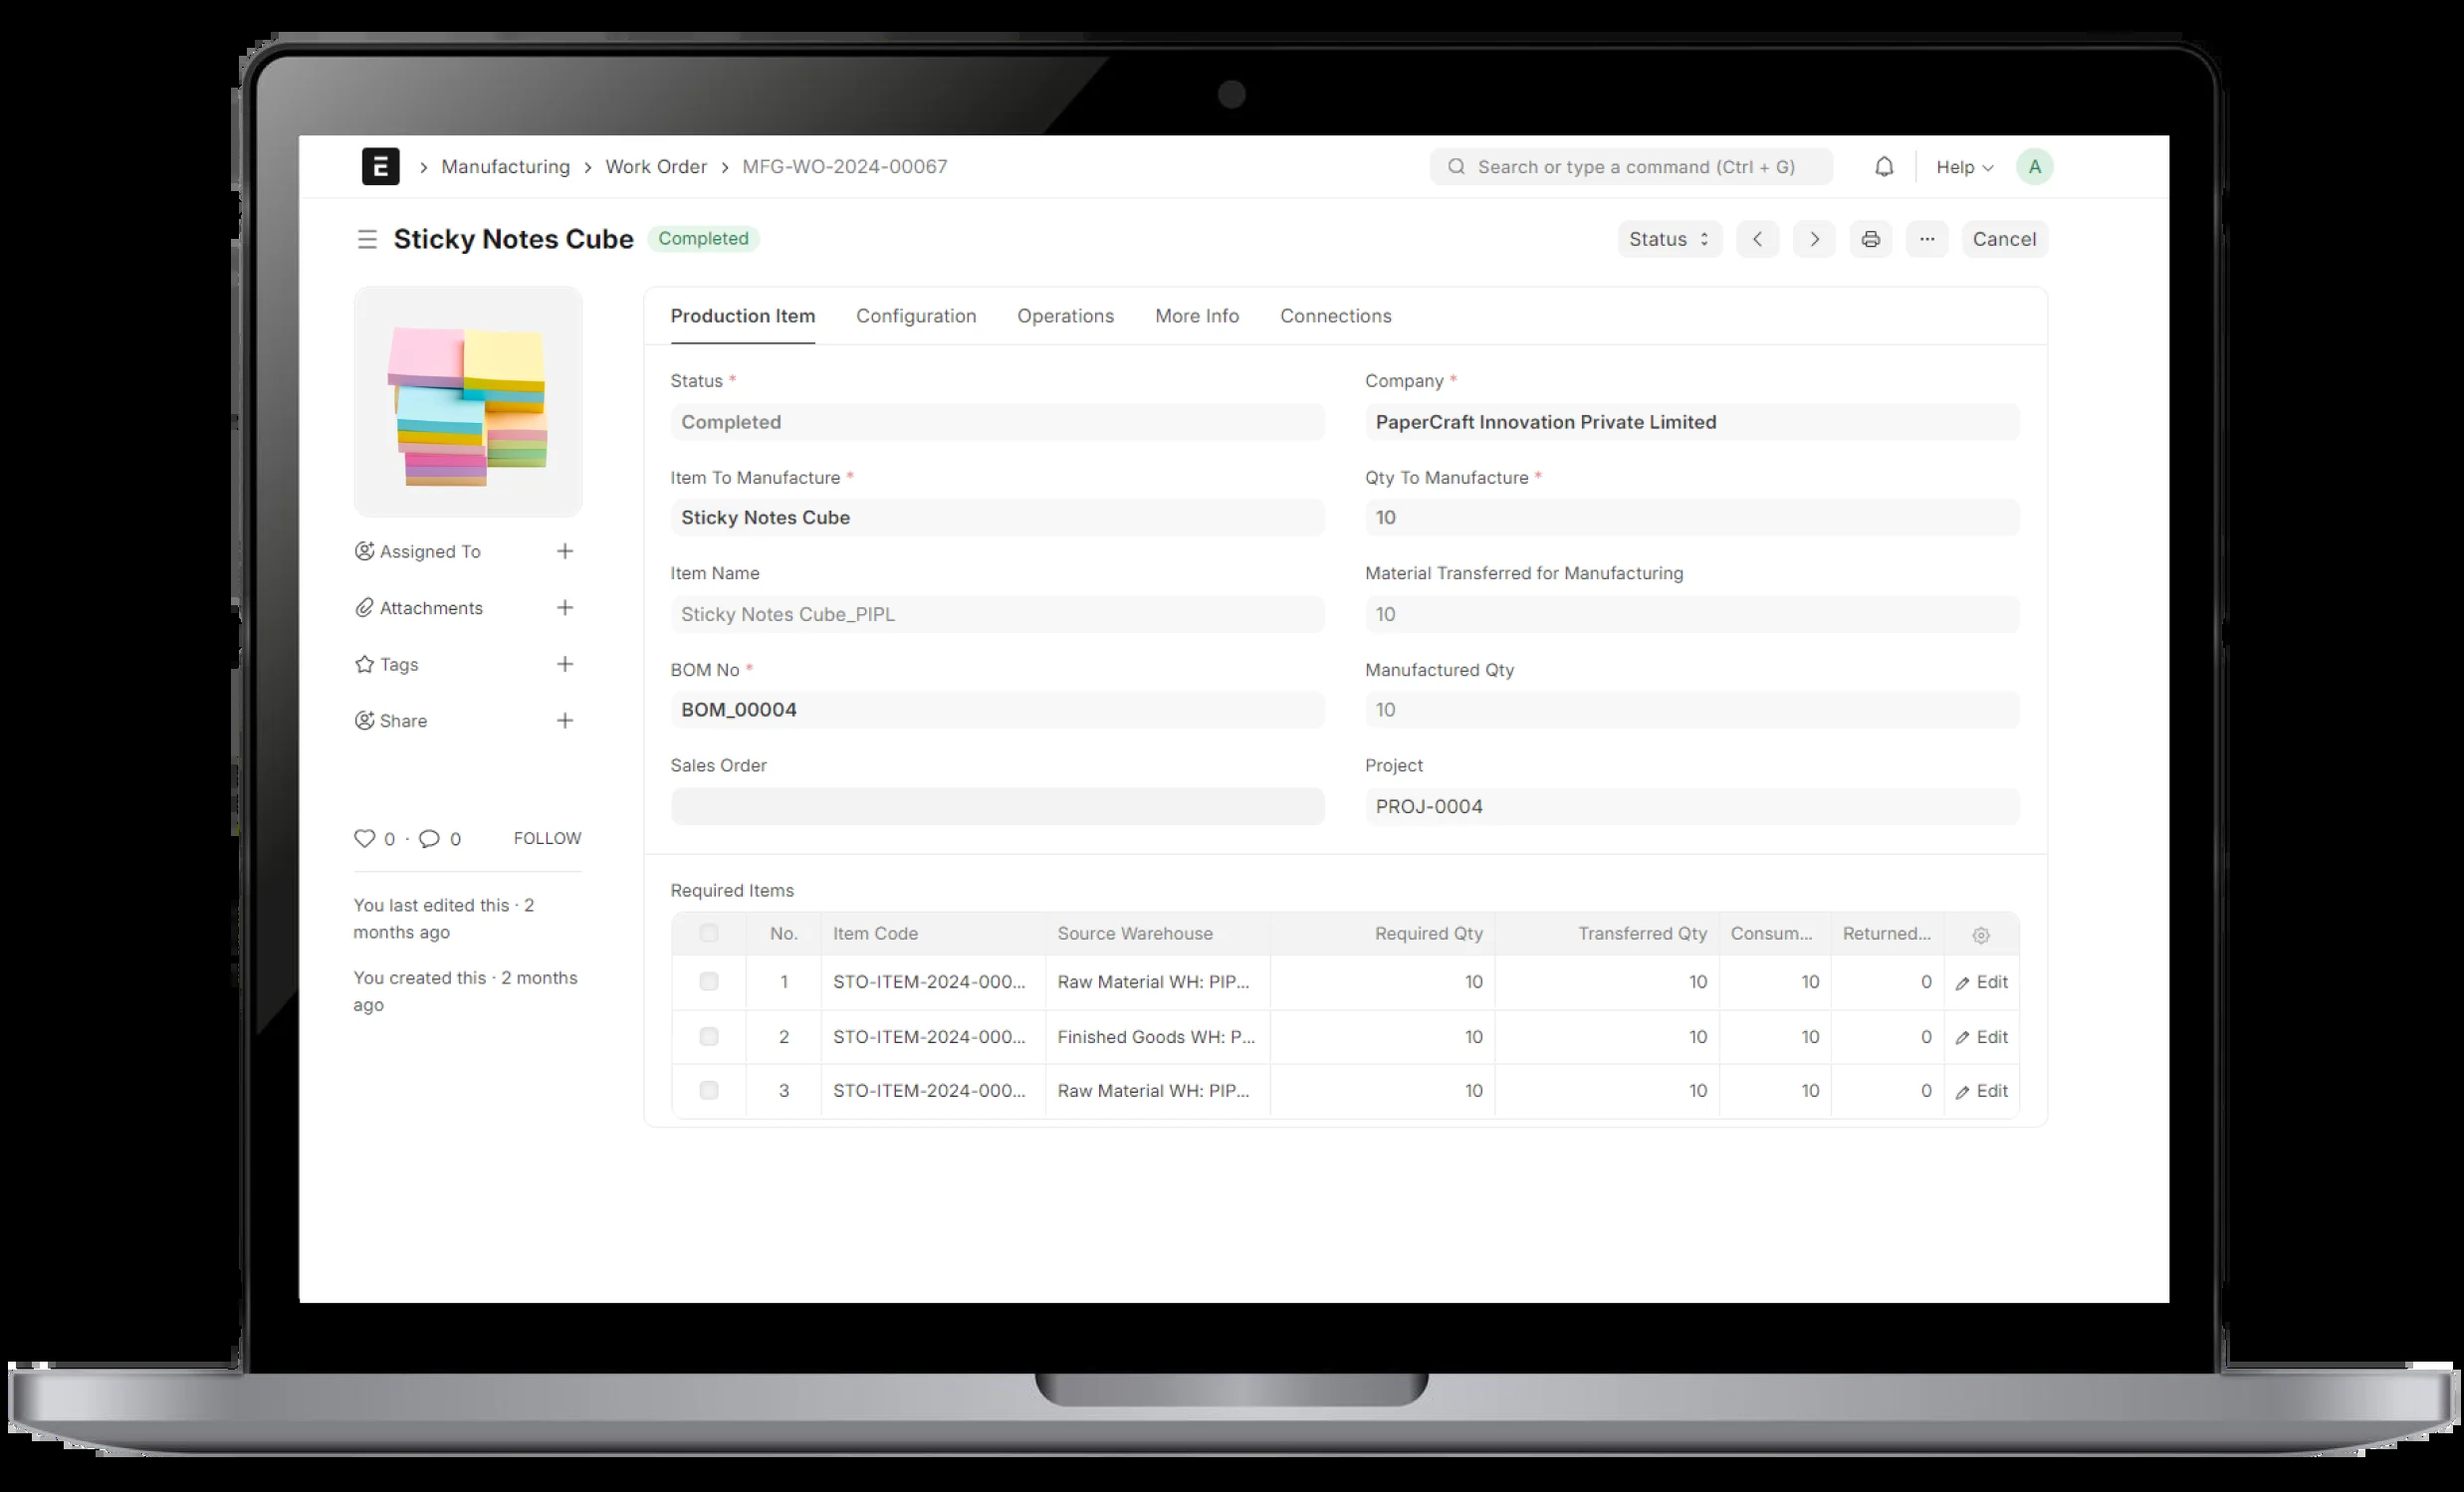 E
Manufacturing
Work Order
MFG-WO-2024-00067
Search or type a command (Ctrl + G)
Help
A
Sticky Notes Cube
Completed
Status
...
Cancel
Production Item
Configuration
Operations
More Info
Connections
Status *
Completed
Company *
PaperCraft Innovation Private Limited
Item To Manufacture *
Sticky Notes Cube
Qty To Manufacture *
10
Item Name
Sticky Notes Cube_PIPL
Material Transferred for Manufacturing
10
BOM No *
BOM_00004
Manufactured Qty
10
Sales Order
Project
PROJ-0004
Assigned To
Attachments
Tags
Share
0 · 0 FOLLOW
You last edited this · 2
months ago
You created this · 2 months
ago
Required Items
No. Item Code Source Warehouse Required Qty Transferred Qty Consum... Returned...
1 STO-ITEM-2024-000... Raw Material WH: PIP... 10 10 10 0 Edit
2 STO-ITEM-2024-000... Finished Goods WH: P... 10 10 10 0 Edit
3 STO-ITEM-2024-000... Raw Material WH: PIP... 10 10 10 0 Edit